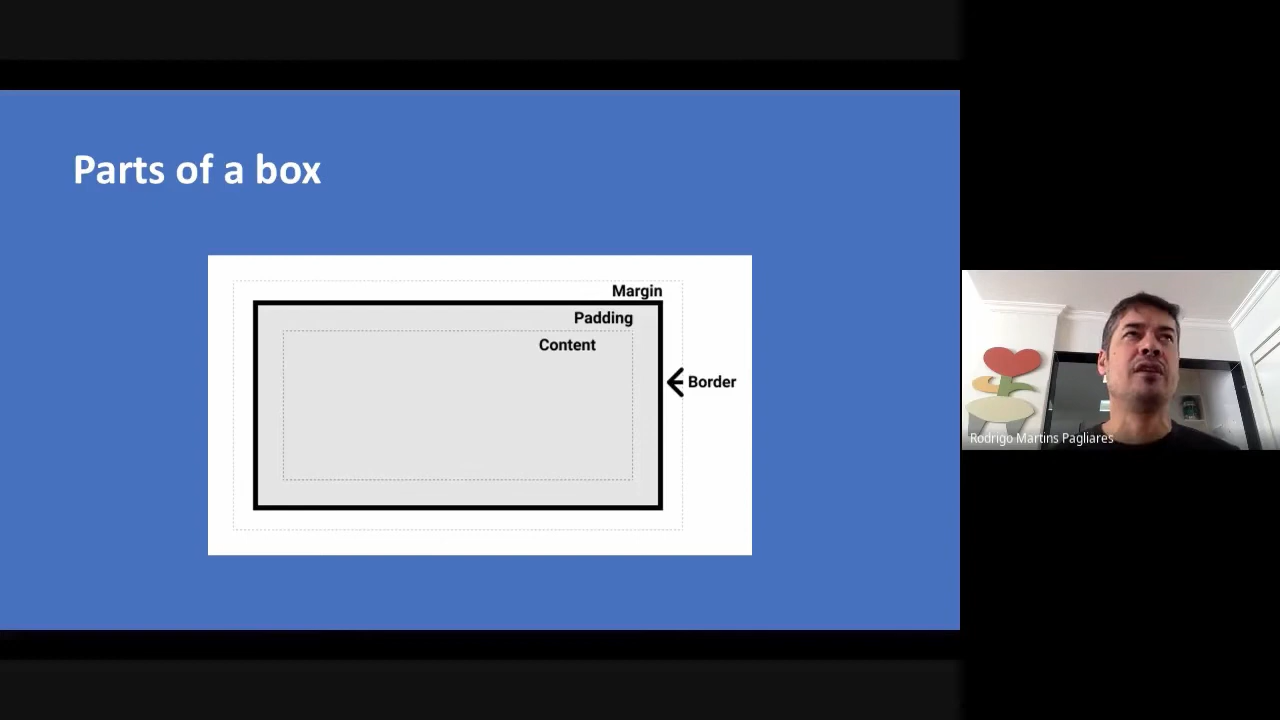 Parts of a box
Margin
Padding
Content
Border
Rodrigo Martins Pagliares